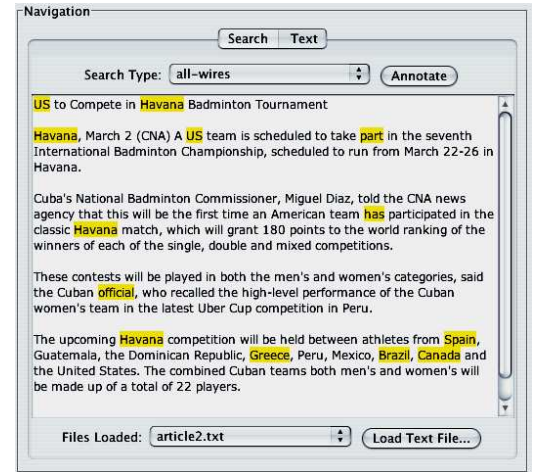 Navigation
Search Text
Search Type: all-wires Annotate
US to Compete in Havana Badminton Tournament
Havana, March 2 (CNA) A US team is scheduled to take part in the seventh
International Badminton Championship, scheduled to run from March 22-26 in
Havana.
Cuba's National Badminton Commissioner, Miguel Diaz, told the CNA news
agency that this will be the first time an American team has participated in the
classic Havana match, which will grant 180 points to the world ranking of the
winners of each of the single, double and mixed competitions.
These contests will be played in both the men's and women's categories, said
the Cuban official, who recalled the high-level performance of the Cuban
women's team in the latest Uber Cup competition in Peru.
The upcoming Havana competition will be held between athletes from Spain,
Guatemala, the Dominican Republic, Greece, Peru, Mexico, Brazil, Canada and
the United States. The combined Cuban teams both men's and women's will
be made up of a total of 22 players.
Files Loaded: article2.txt Load Text File...